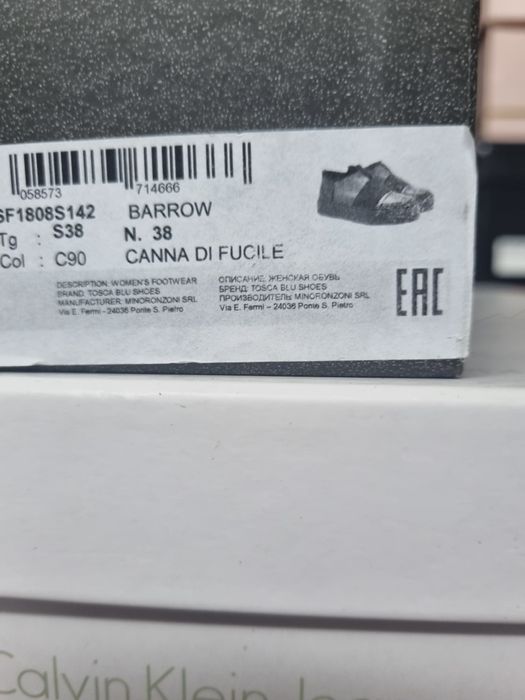 058573 714666
SF1808S142 BARROW
Tg : S38 N. 38
Col : C90 CANNA DI FUCILE
DESCRIPTION: WOMEN'S FOOTWEAR
BRAND: TOSCA BLU SHOES
MANUFACTURER: MINORONZONI SRL
Via E. Fermi – 24036 Ponte S. Pietro
ОПИСАНИЕ: ЖЕНСКАЯ ОБУВЬ
БРЕНД: TOSCA BLU SHOES
ПРОИЗВОДИТЕЛЬ: MINORONZONI SRL
Via E. Fermi – 24036 Ponte S. Pietro
EAC
Calvin Klein Jea